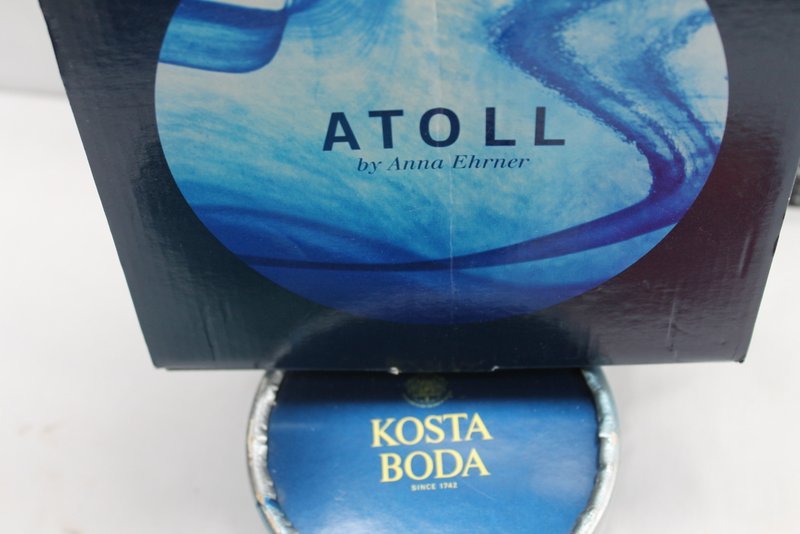 ATOLL
by Anna Ehrner
KOSTA
BODA
SINCE 1742